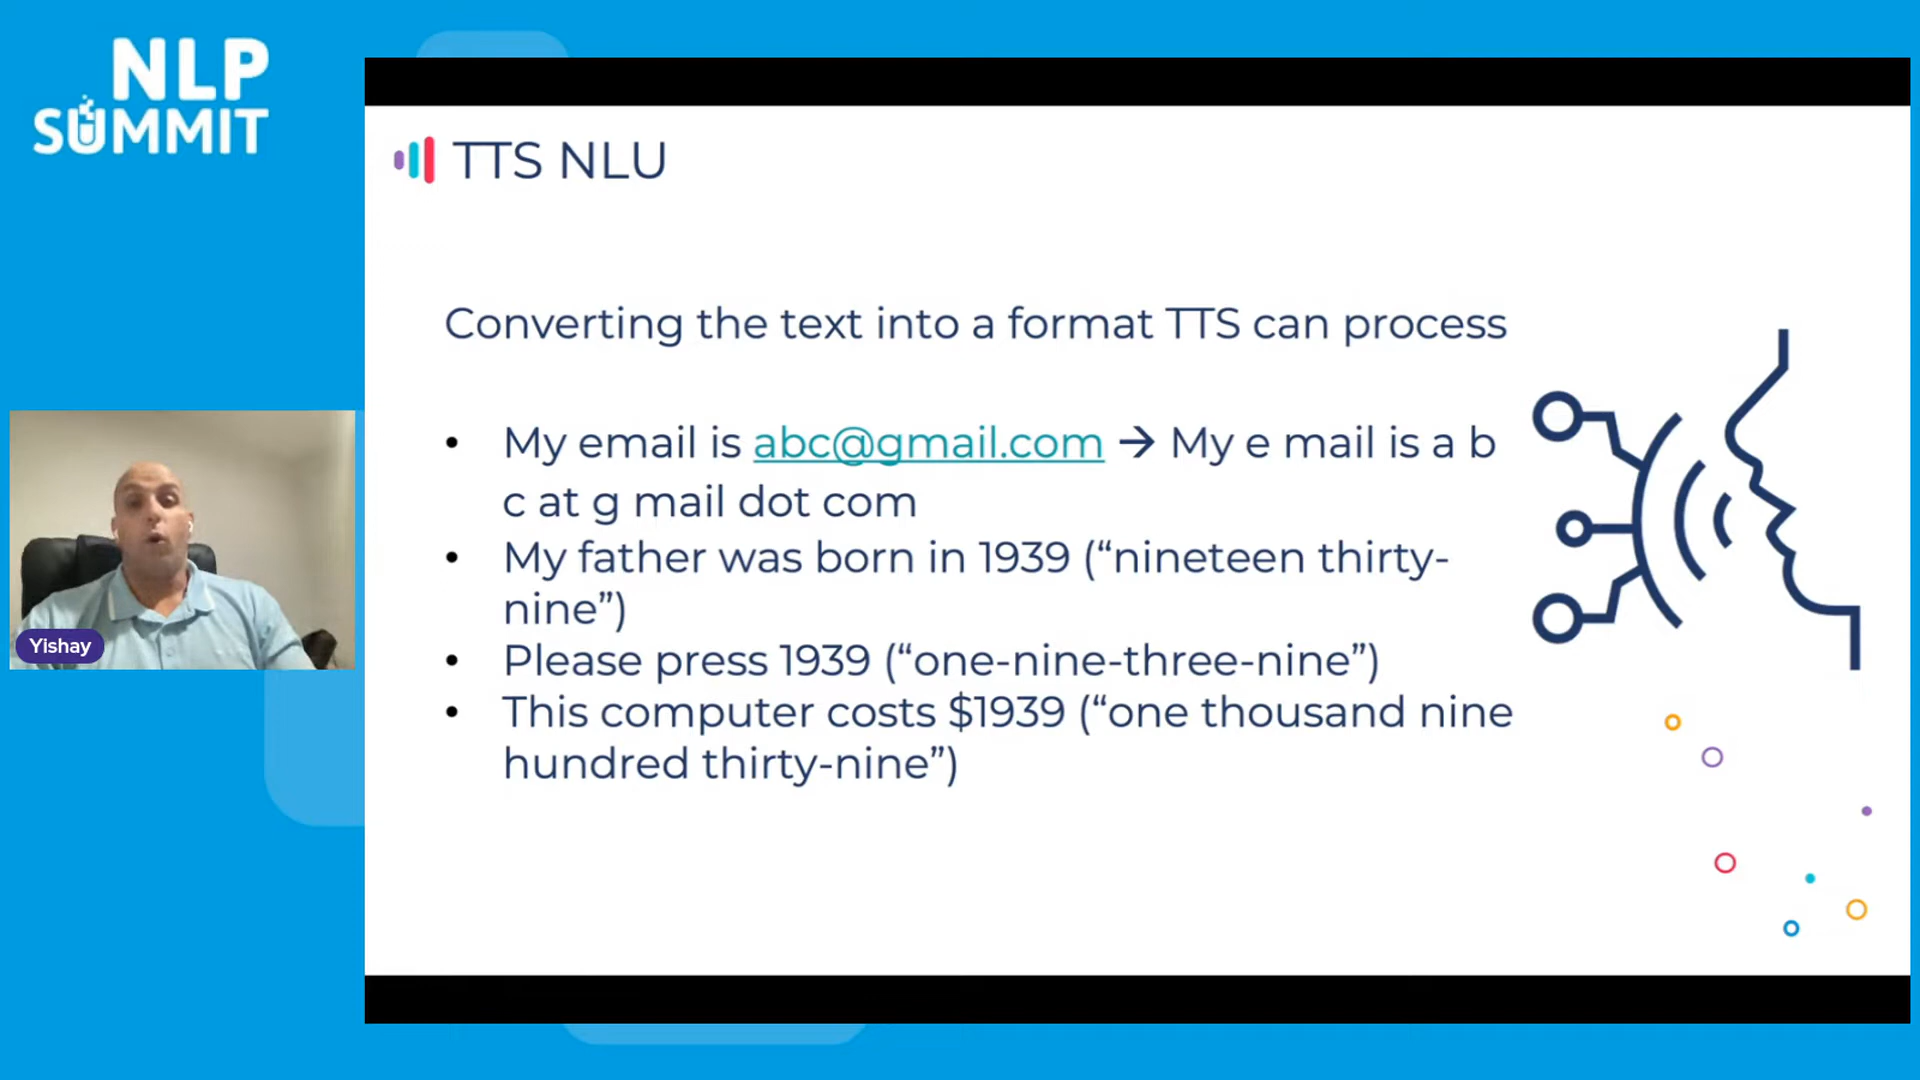 NLP
SUMMIT
TTS NLU
Converting the text into a format TTS can process
• My email is abc@gmail.com → My e mail is a b
c at g mail dot com
• My father was born in 1939 (“nineteen thirty-
nine”)
• Please press 1939 (“one-nine-three-nine”)
• This computer costs $1939 (“one thousand nine
hundred thirty-nine”)
Yishay